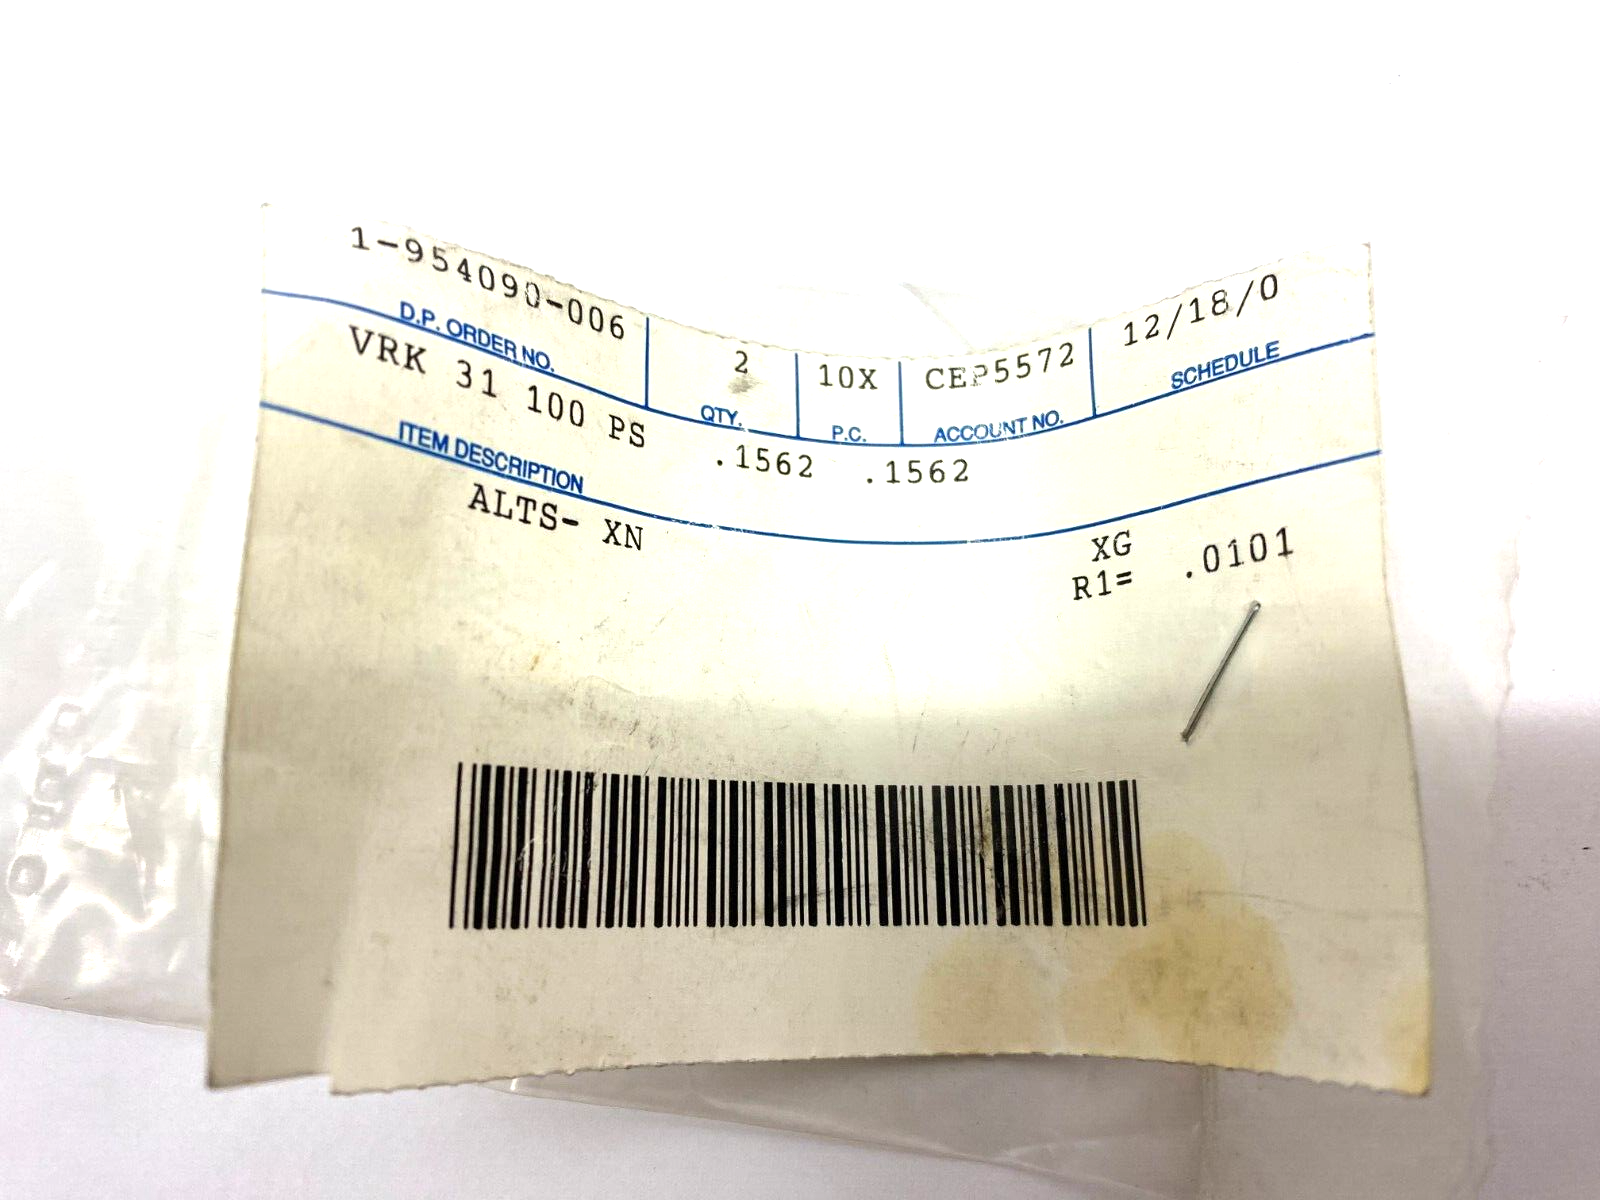 1-954090-006 2 10X CEP5572 12/18/0
D.P. ORDER NO. QTY. P.C. ACCOUNT NO. SCHEDULE
VRK 31 100 PS .1562 .1562
ITEM DESCRIPTION
ALTS- XN XG
R1= .0101